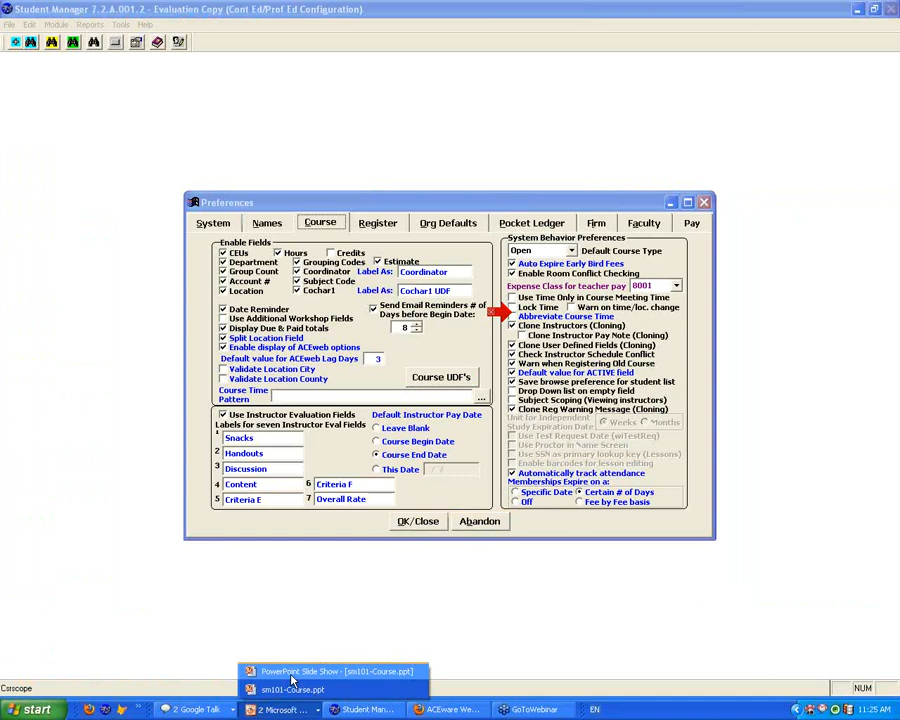 Student Manager 7.2.A.001.2 - Evaluation Copy (Cont Ed/Prof Ed Configuration)
File Edit Module Reports Tools Help
Preferences
System Names Course Register Org Defaults Pocket Ledger Firm Faculty Pay
Enable Fields
CEUs Hours Credits
Department Grouping Codes Estimate
Group Count Coordinator Label As: Coordinator
Account # Subject Code
Location Cochar1 Label As: Cochar1 UDF
Date Reminder
Use Additional Workshop Fields
Display Due & Paid totals
Split Location Field
Enable display of ACEweb options
Send Email Reminders # of Days before Begin Date: 8
Default value for ACEweb Lag Days 3
Validate Location City
Validate Location County
Course UDF's
Course Time Pattern ...
Use Instructor Evaluation Fields
Labels for seven Instructor Eval Fields
1 Snacks
2 Handouts
3 Discussion
4 Content
5 Criteria E
6 Criteria F
7 Overall Rate
Default Instructor Pay Date
Leave Blank
Course Begin Date
Course End Date
This Date / /
System Behavior Preferences
Open Default Course Type
Auto Expire Early Bird Fees
Enable Room Conflict Checking
Expense Class for teacher pay 8001
Use Time Only in Course Meeting Time
Lock Time Warn on time/loc. change
Abbreviate Course Time
Clone Instructors (Cloning)
Clone Instructor Pay Note (Cloning)
Clone User Defined Fields (Cloning)
Check Instructor Schedule Conflict
Warn when Registering Old Course
Default value for ACTIVE field
Save browse preference for student list
Drop Down list on empty field
Subject Scoping (Viewing instructors)
Clone Reg Warning Message (Cloning)
Unit for Independent Study Expiration Date Weeks Months
Use Test Request Date (wiTestReq)
Use Proctor in Name Screen
Use SSN as primary lookup key (Lessons)
Enable barcodes for lesson editing
Automatically track attendance
Memberships Expire on a:
Specific Date Certain # of Days
Off Fee by Fee basis
OK/Close Abandon
PowerPoint Slide Show - [sm101-Course.ppt]
sm101-Course.ppt
Csrscope NUM
start 2 Google Talk 2 Microsoft ... Student Man... ACEware We... GoToWebinar EN 11:25 AM